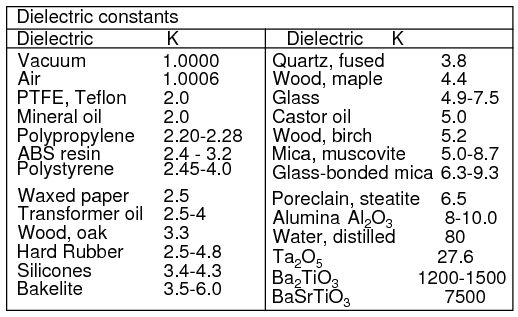 Dielectric constants
Dielectric K
Vacuum 1.0000
Air 1.0006
PTFE, Teflon 2.0
Mineral oil 2.0
Polypropylene 2.20-2.28
ABS resin 2.4 - 3.2
Polystyrene 2.45-4.0
Waxed paper 2.5
Transformer oil 2.5-4
Wood, oak 3.3
Hard Rubber 2.5-4.8
Silicones 3.4-4.3
Bakelite 3.5-6.0
Dielectric K
Quartz, fused 3.8
Wood, maple 4.4
Glass 4.9-7.5
Castor oil 5.0
Wood, birch 5.2
Mica, muscovite 5.0-8.7
Glass-bonded mica 6.3-9.3
Poreclain, steatite 6.5
Alumina Al₂O₃ 8-10.0
Water, distilled 80
Ta₂O₅ 27.6
Ba₂TiO₃ 1200-1500
BaSrTiO₃ 7500